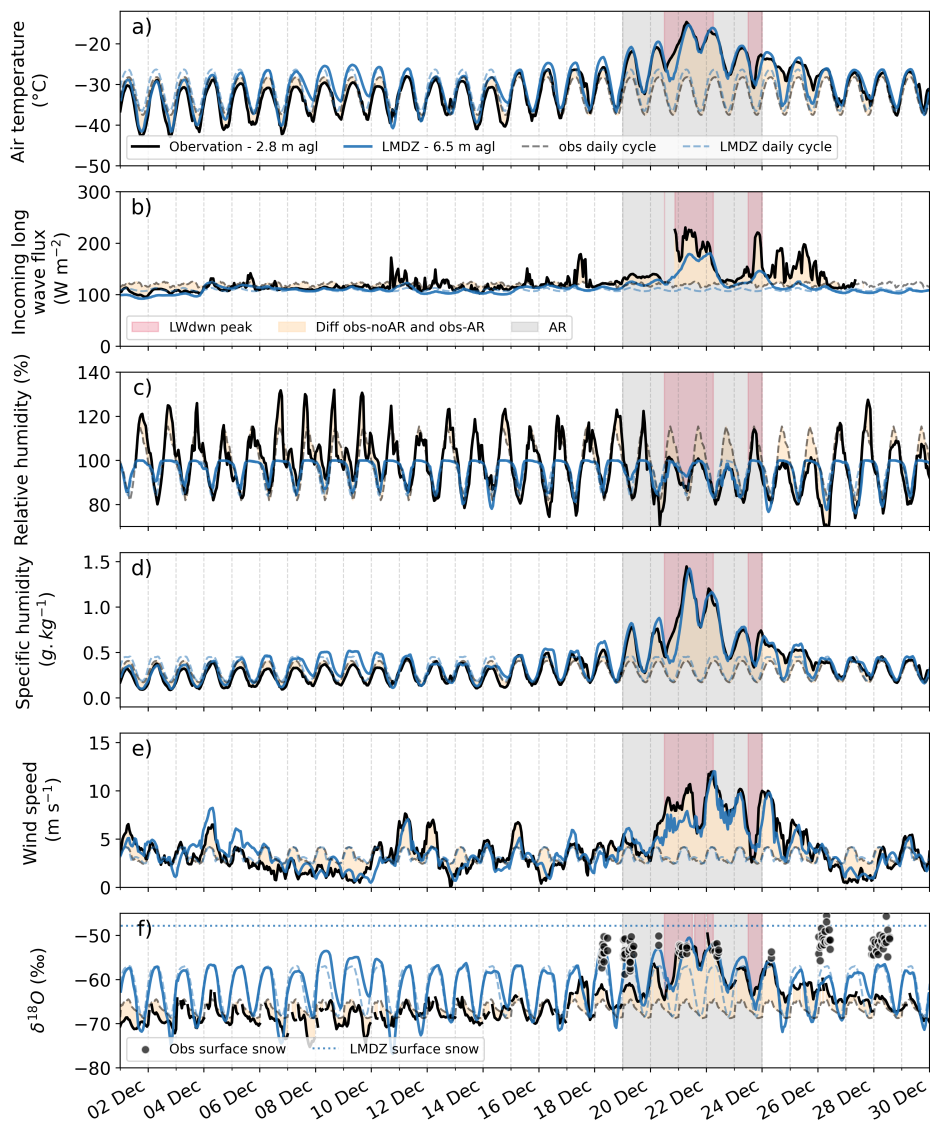 a)
Air temperature
(°C)
−20
−30
−40
−50
Obervation - 2.8 m agl
LMDZ - 6.5 m agl
obs daily cycle
LMDZ daily cycle
b)
Incoming long
wave flux
(W m−2)
300
200
100
0
LWdwn peak
Diff obs-noAR and obs-AR
AR
c)
Relative humidity (%)
140
120
100
80
d)
Specific humidity
(g. kg−1)
1.5
1.0
0.5
0.0
e)
Wind speed
(m s−1)
15
10
5
0
f)
δ18O (‰)
−50
−60
−70
−80
Obs surface snow
LMDZ surface snow
02 Dec
04 Dec
06 Dec
08 Dec
10 Dec
12 Dec
14 Dec
16 Dec
18 Dec
20 Dec
22 Dec
24 Dec
26 Dec
28 Dec
30 Dec